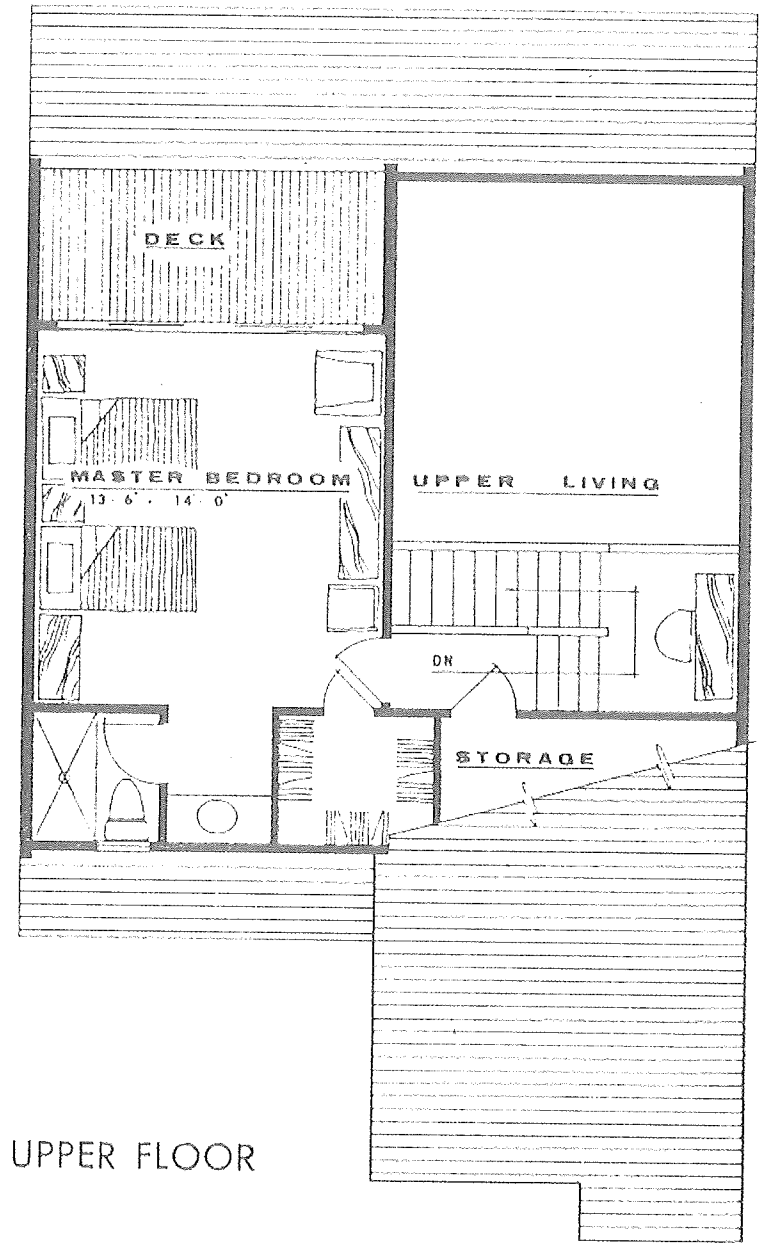 DECK
MASTER BEDROOM
13-6" . 14-0"
UPPER LIVING
DN
STORAGE
UPPER FLOOR